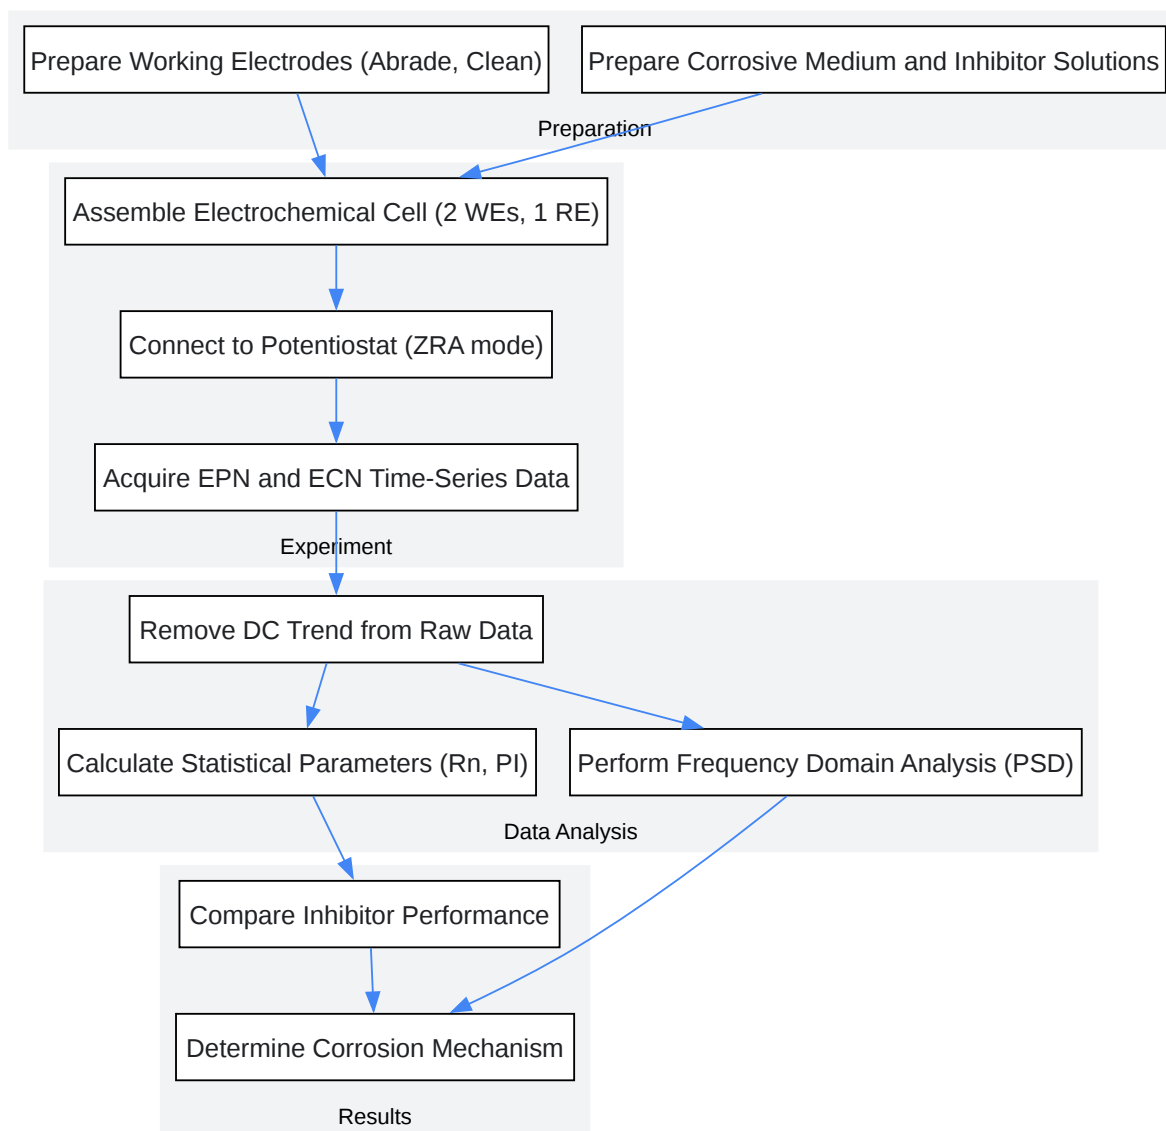 Prepare Working Electrodes (Abrade, Clean)
Prepare Corrosive Medium and Inhibitor Solutions
Preparation
Assemble Electrochemical Cell (2 WEs, 1 RE)
Connect to Potentiostat (ZRA mode)
Acquire EPN and ECN Time-Series Data
Experiment
Remove DC Trend from Raw Data
Calculate Statistical Parameters (Rn, PI)
Perform Frequency Domain Analysis (PSD)
Data Analysis
Compare Inhibitor Performance
Determine Corrosion Mechanism
Results